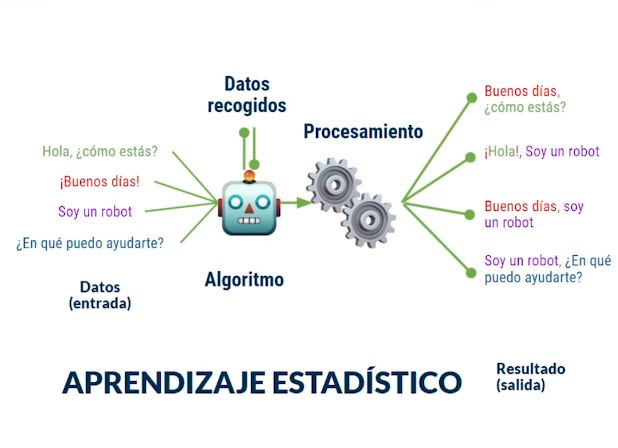 Datos
recogidos
Procesamiento
Hola, ¿cómo estás?
¡Buenos días!
Soy un robot
¿En qué puedo ayudarte?
Datos
(entrada)
Algoritmo
Buenos días,
¿cómo estás?
¡Hola!, Soy un robot
Buenos días, soy
un robot
Soy un robot, ¿En qué
puedo ayudarte?
Resultado
(salida)
APRENDIZAJE ESTADÍSTICO